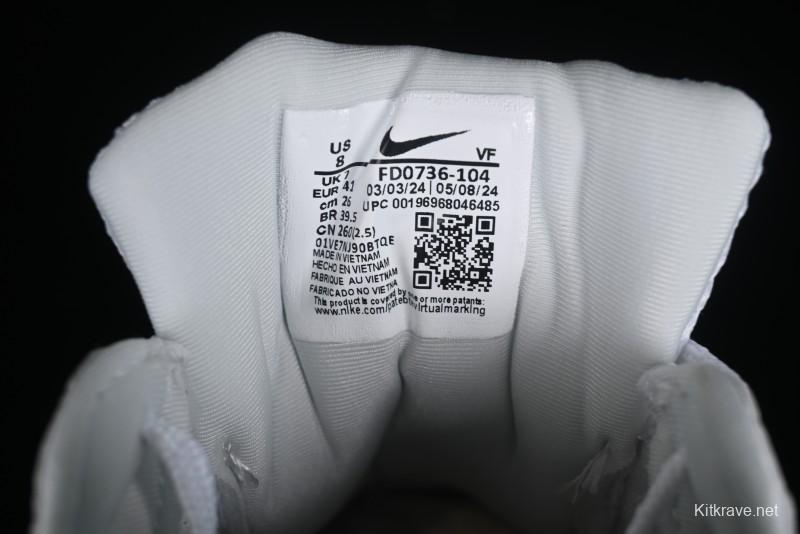 US
8
VF
UK 7
FD0736-104
EUR 41
03/03/24 | 05/08/24
cm 26
UPC 00196968046485
BR 39.5
CN 260(2.5)
01VE7NJ90BTQE
MADE IN VIETNAM
HECHO EN VIETNAM
FABRIQUE AU VIETNAM
FABRICADO NO VIETNAM
This product is covered by one or more patents:
www.nike.com/patebnvirtualmarking
Kitkrave.net